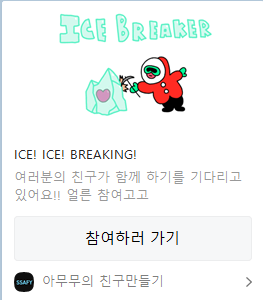 ICE BREAKER
ICE! ICE! BREAKING!
여러분의 친구가 함께 하기를 기다리고
있어요!! 얼른 참여고고
참여하러 가기
SSAFY
아무무의 친구만들기